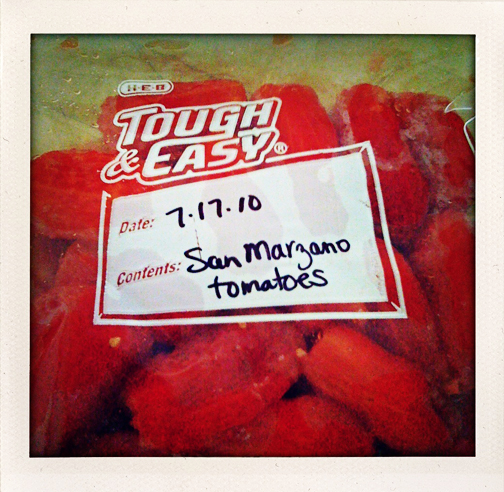 H-E-B
TOUGH
& EASY®
Date: 7.17.10
Contents: San Marzano
tomatoes